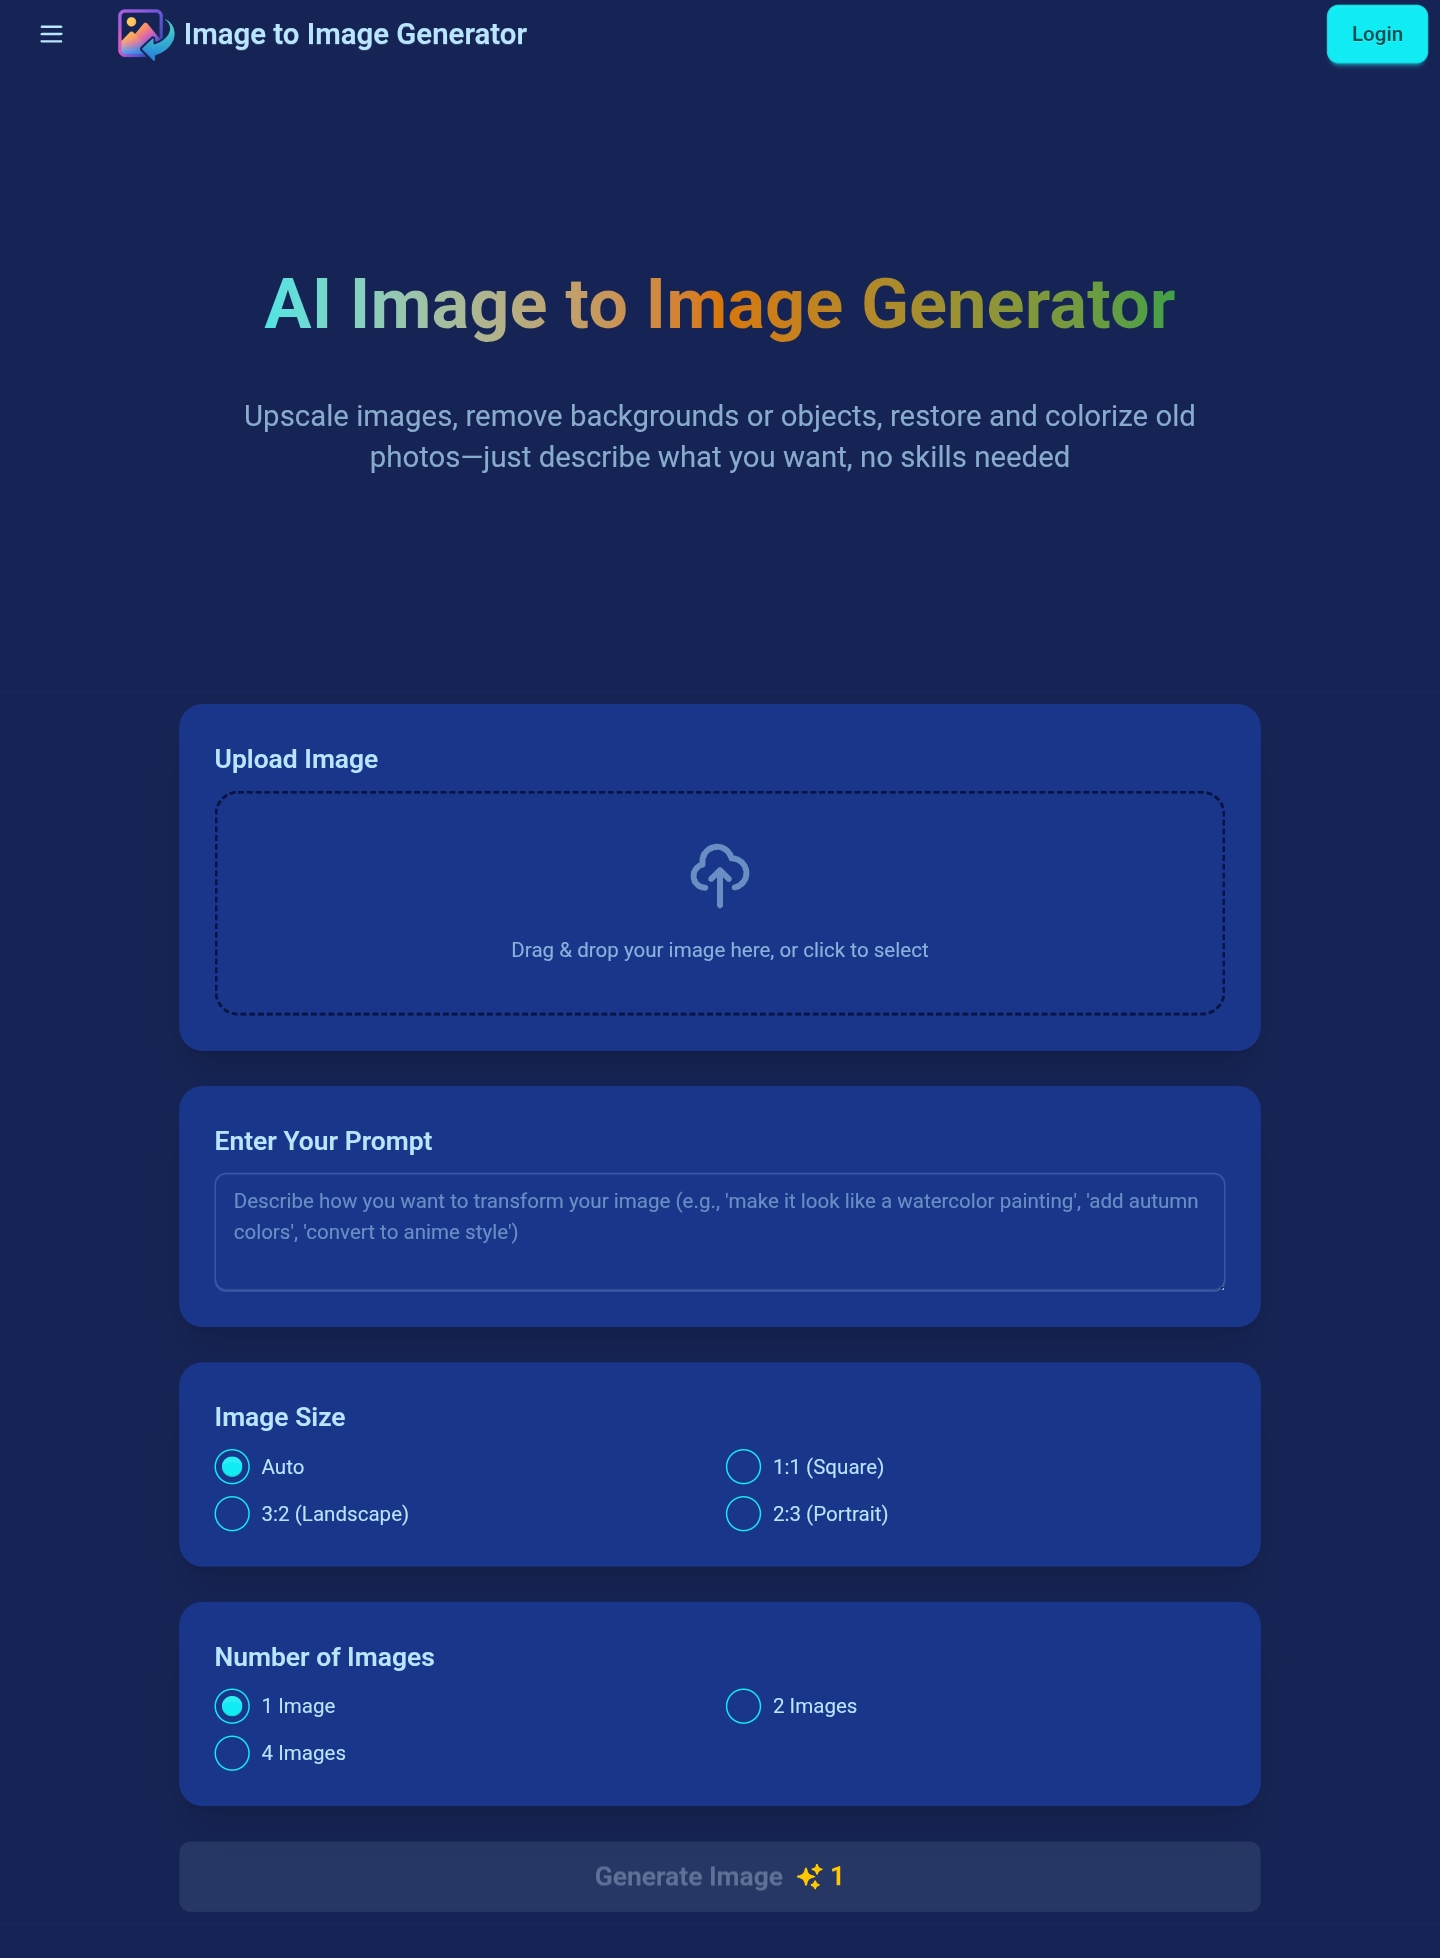 Image to Image Generator
Login
AI Image to Image Generator
Upscale images, remove backgrounds or objects, restore and colorize old
photos—just describe what you want, no skills needed
Upload Image
Drag & drop your image here, or click to select
Enter Your Prompt
Describe how you want to transform your image (e.g., 'make it look like a watercolor painting', 'add autumn
colors', 'convert to anime style')
Image Size
Auto
1:1 (Square)
3:2 (Landscape)
2:3 (Portrait)
Number of Images
1 Image
2 Images
4 Images
Generate Image 1